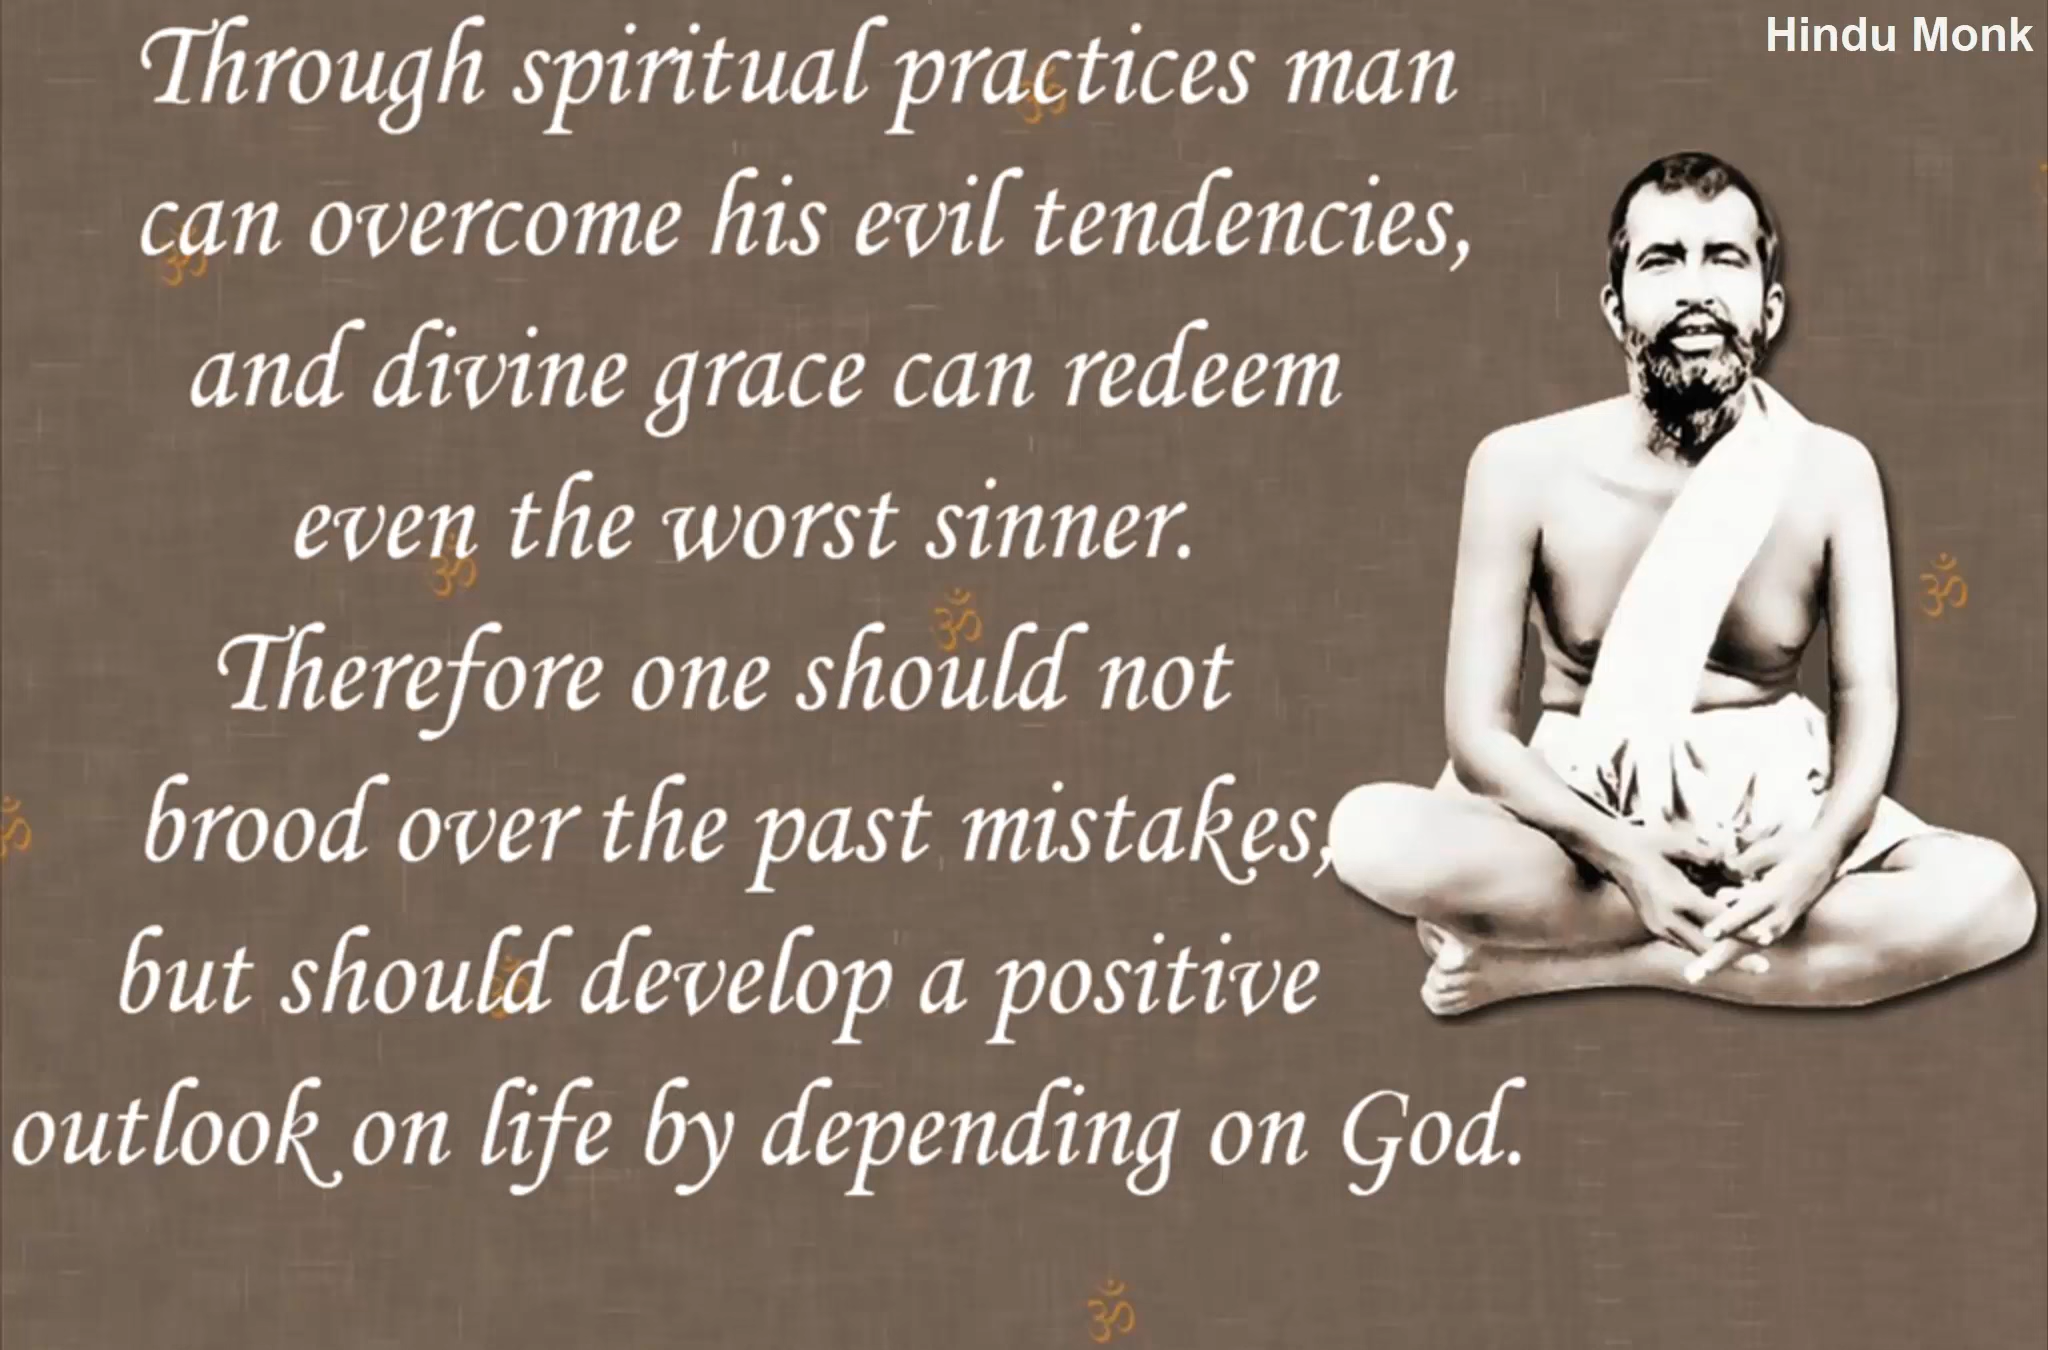 Hindu Monk
Through spiritual practices man
can overcome his evil tendencies,
and divine grace can redeem
even the worst sinner.
Therefore one should not
brood over the past mistakes,
but should develop a positive
outlook on life by depending on God.
ॐ
ॐ
ॐ
ॐ
ॐ
ॐ
ॐ
ॐ